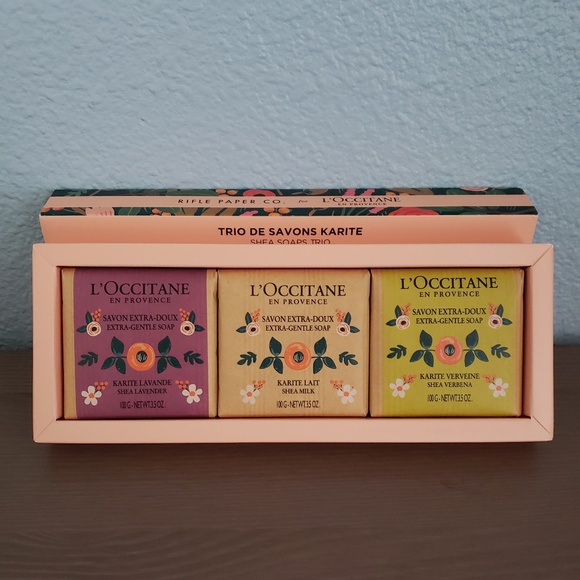 RIFLE PAPER CO. for L'OCCITANE
EN PROVENCE
TRIO DE SAVONS KARITE
SHEA SOAPS TRIO
L'OCCITANE
EN PROVENCE
SAVON EXTRA-DOUX
EXTRA-GENTLE SOAP
KARITE LAVANDE
SHEA LAVENDER
100 G - NET WT. 3.5 OZ.
L'OCCITANE
EN PROVENCE
SAVON EXTRA-DOUX
EXTRA-GENTLE SOAP
KARITE LAIT
SHEA MILK
100 G - NET WT. 3.5 OZ.
L'OCCITANE
EN PROVENCE
SAVON EXTRA-DOUX
EXTRA-GENTLE SOAP
KARITE VERVEINE
SHEA VERBENA
100 G - NET WT. 3.5 OZ.